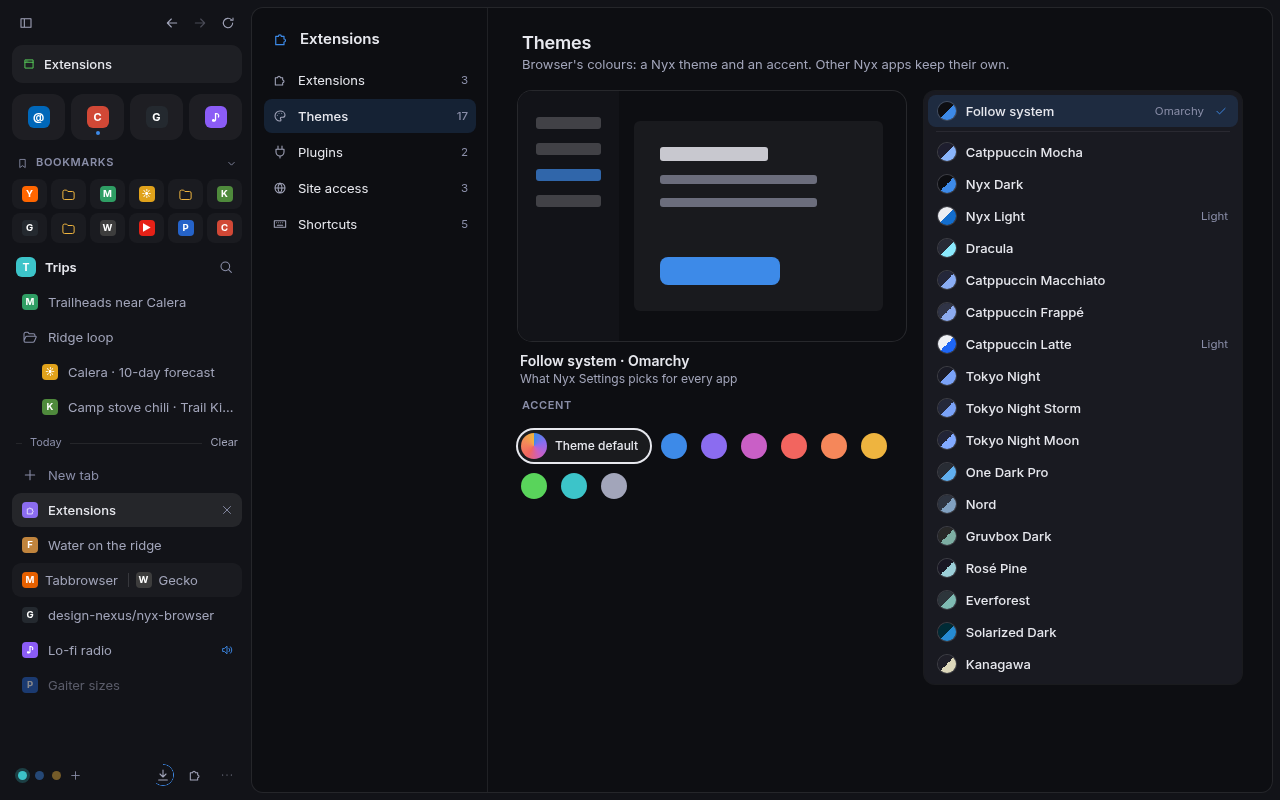 Extensions
@
C
G
BOOKMARKS
Y
M
K
G
W
P
C
T Trips
M Trailheads near Calera
Ridge loop
Calera · 10-day forecast
K Camp stove chili · Trail Ki...
Today
Clear
New tab
Extensions
F Water on the ridge
M Tabbrowser W Gecko
G design-nexus/nyx-browser
Lo-fi radio
P Gaiter sizes
Extensions
Extensions 3
Themes 17
Plugins 2
Site access 3
Shortcuts 5
Themes
Browser's colours: a Nyx theme and an accent. Other Nyx apps keep their own.
Follow system · Omarchy
What Nyx Settings picks for every app
ACCENT
Theme default
Follow system Omarchy
Catppuccin Mocha
Nyx Dark
Nyx Light Light
Dracula
Catppuccin Macchiato
Catppuccin Frappé
Catppuccin Latte Light
Tokyo Night
Tokyo Night Storm
Tokyo Night Moon
One Dark Pro
Nord
Gruvbox Dark
Rosé Pine
Everforest
Solarized Dark
Kanagawa